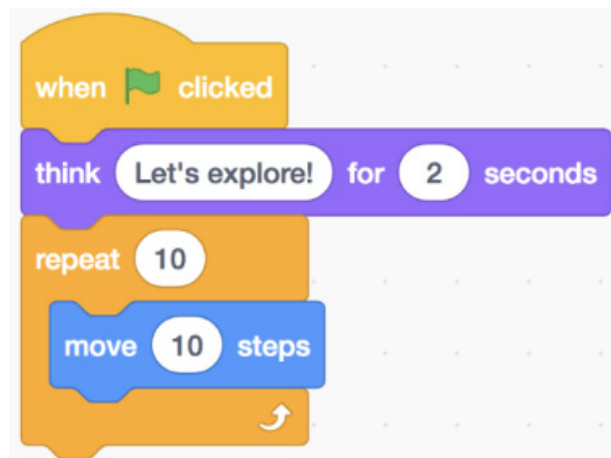 when clicked
think Let's explore! for 2 seconds
repeat 10
move 10 steps